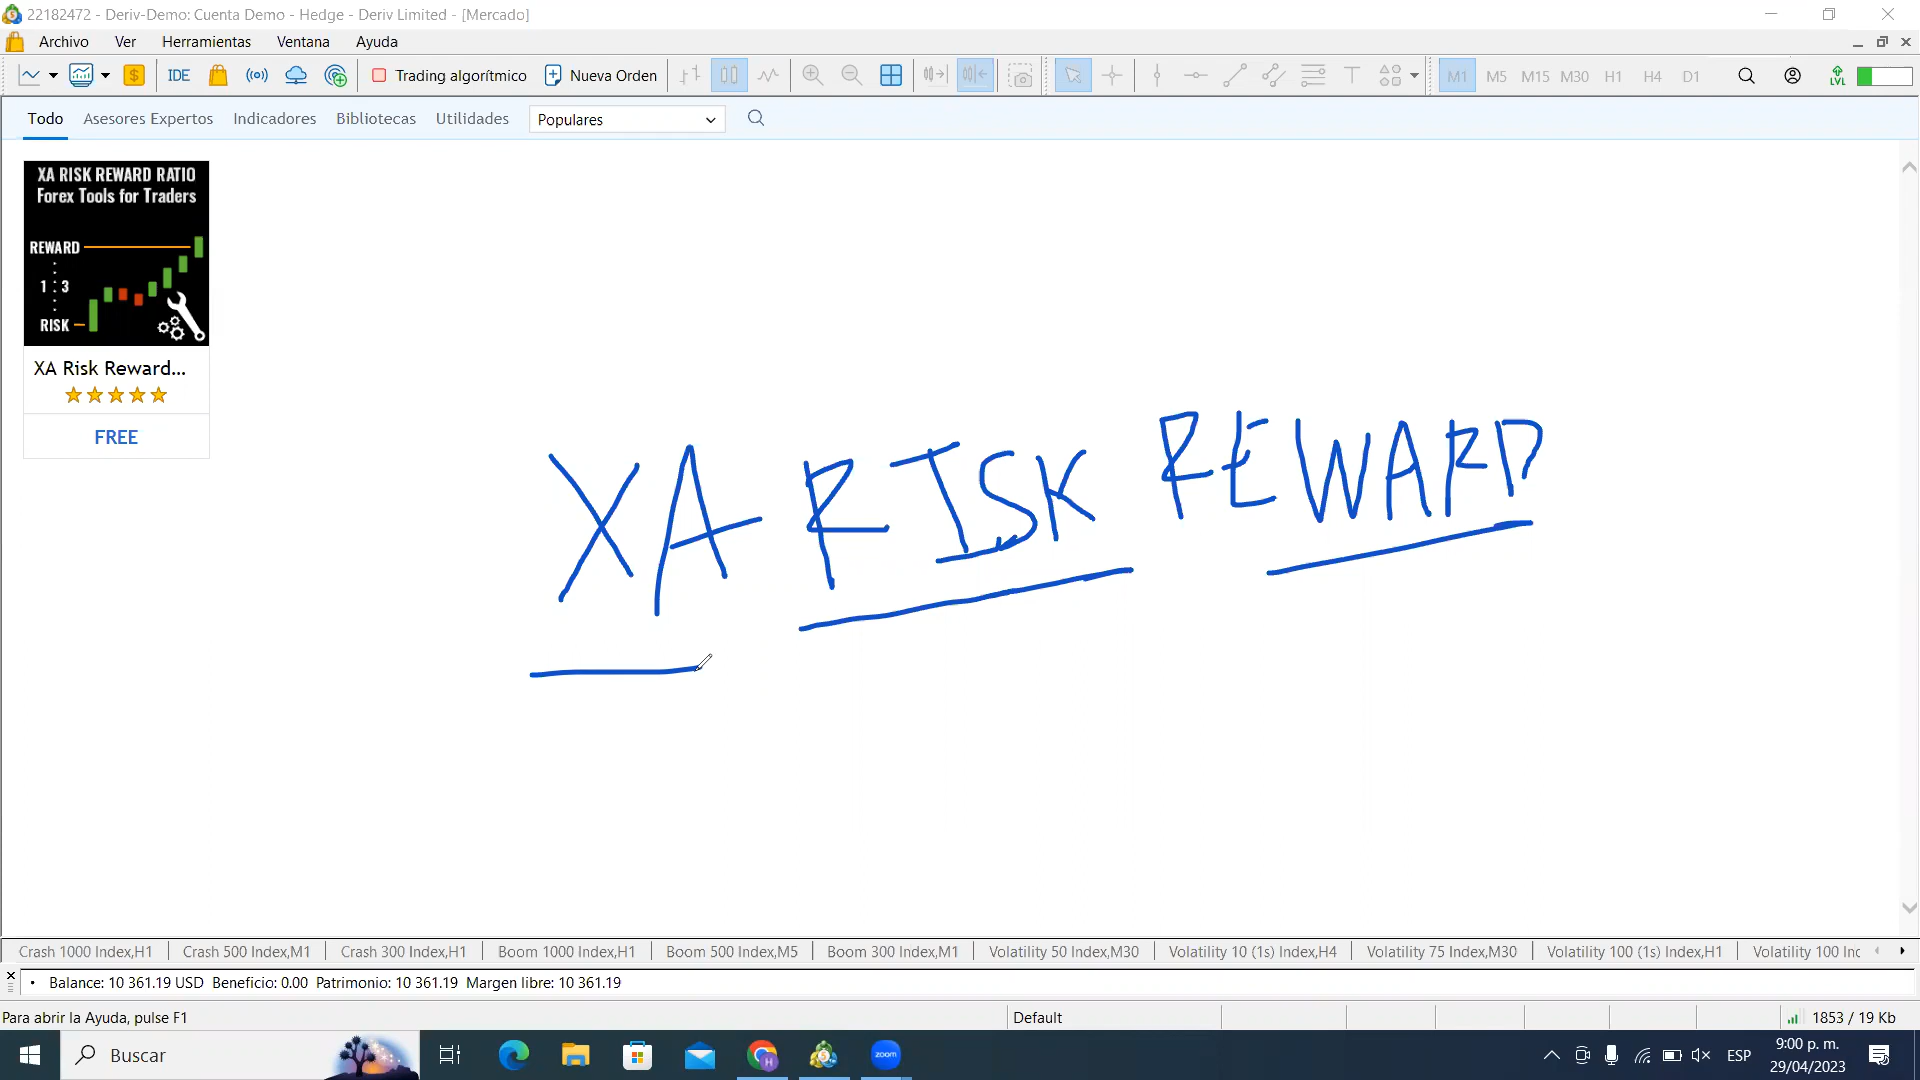 22182472 - Deriv-Demo: Cuenta Demo - Hedge - Deriv Limited - [Mercado]
Archivo Ver Herramientas Ventana Ayuda
IDE Trading algorítmico Nueva Orden T M1 M5 M15 M30 H1 H4 D1 LVL
Todo Asesores Expertos Indicadores Bibliotecas Utilidades Populares
XA RISK REWARD RATIO
Forex Tools for Traders
REWARD
1 : 3
RISK
XA Risk Reward...
FREE
XA RISK REWARD
Crash 1000 Index,H1 Crash 500 Index,M1 Crash 300 Index,H1 Boom 1000 Index,H1 Boom 500 Index,M5 Boom 300 Index,M1 Volatility 50 Index,M30 Volatility 10 (1s) Index,H4 Volatility 75 Index,M30 Volatility 100 (1s) Index,H1 Volatility 100 Inc
Balance: 10 361.19 USD Beneficio: 0.00 Patrimonio: 10 361.19 Margen libre: 10 361.19
Para abrir la Ayuda, pulse F1 Default 1853 / 19 Kb
Buscar H zoom ESP 9:00 p. m.
29/04/2023